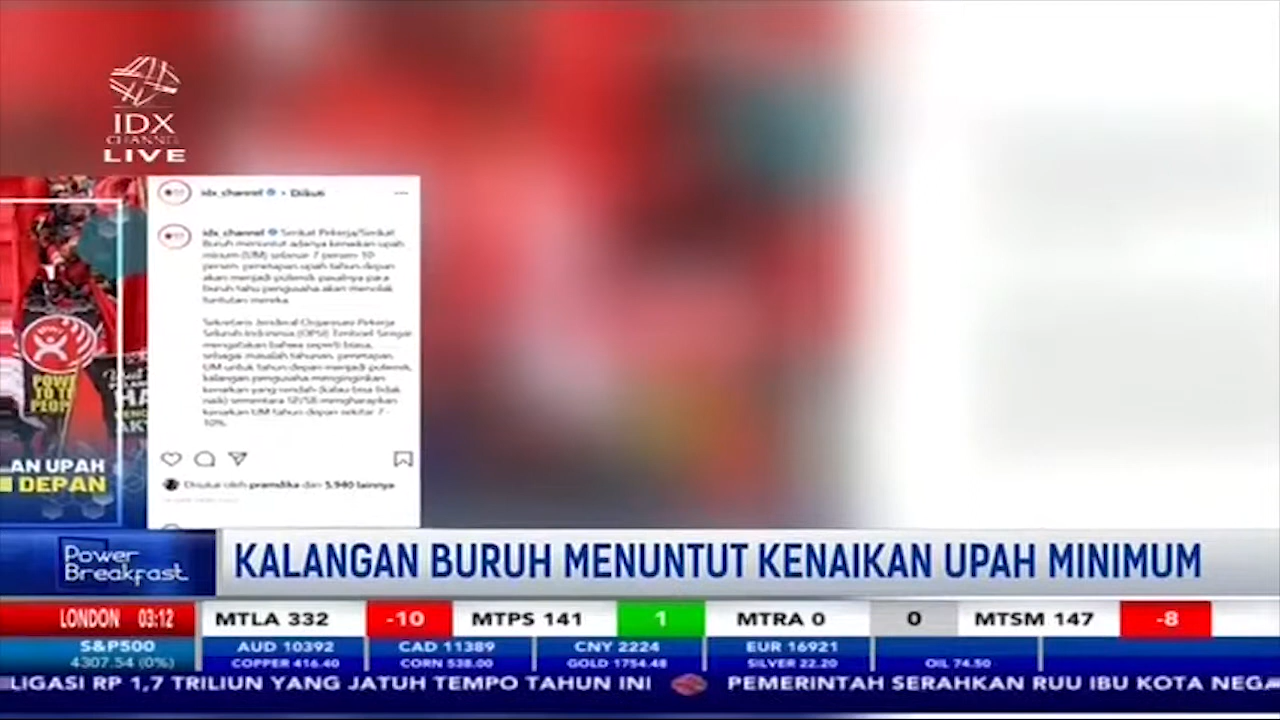 IDX
CHANNEL
LIVE
idx_channel • Diikuti
idx_channel Serikat Pekerja/Serikat
Buruh menuntut adanya kenaikan upah
minium (UM) sebesar 7 persen-10
persen. penetapan upah tahun depan
akan menjadi polemik pasalnya para
buruh tahu pengusaha akan menolak
tuntutan mereka.
Sekretaris Jenderal Organisasi Pekerja
Seluruh Indonesia (OPSI) Timboel Siregar
mengatakan bahwa seperti biasa,
sebagai masalah tahunan, penetapan
UM untuk tahun depan menjadi polemik,
kalangan pengusaha menginginkan
kenaikan yang rendah (kalau bisa tidak
naik) sementara SP/SB mengharapkan
kenaikan UM tahun depan sekitar 7 -
10%.
POWER
TO THE
AN UPAH
DEPAN
Disukai oleh pramdika dan 5.940 lainnya
Power
Breakfast
KALANGAN BURUH MENUNTUT KENAIKAN UPAH MINIMUM
LONDON 03:12 MTLA 332 -10 MTPS 141 1 MTRA 0 0 MTSM 147 -8
S&P500 AUD 10392 CAD 11389 CNY 2224 EUR 16921
4307.54 (0%) COPPER 416.40 CORN 538.00 GOLD 1754.48 SILVER 22.20 OIL 74.50
LIGASI RP 1,7 TRILIUN YANG JATUH TEMPO TAHUN INI PEMERINTAH SERAHKAN RUU IBU KOTA NEGA